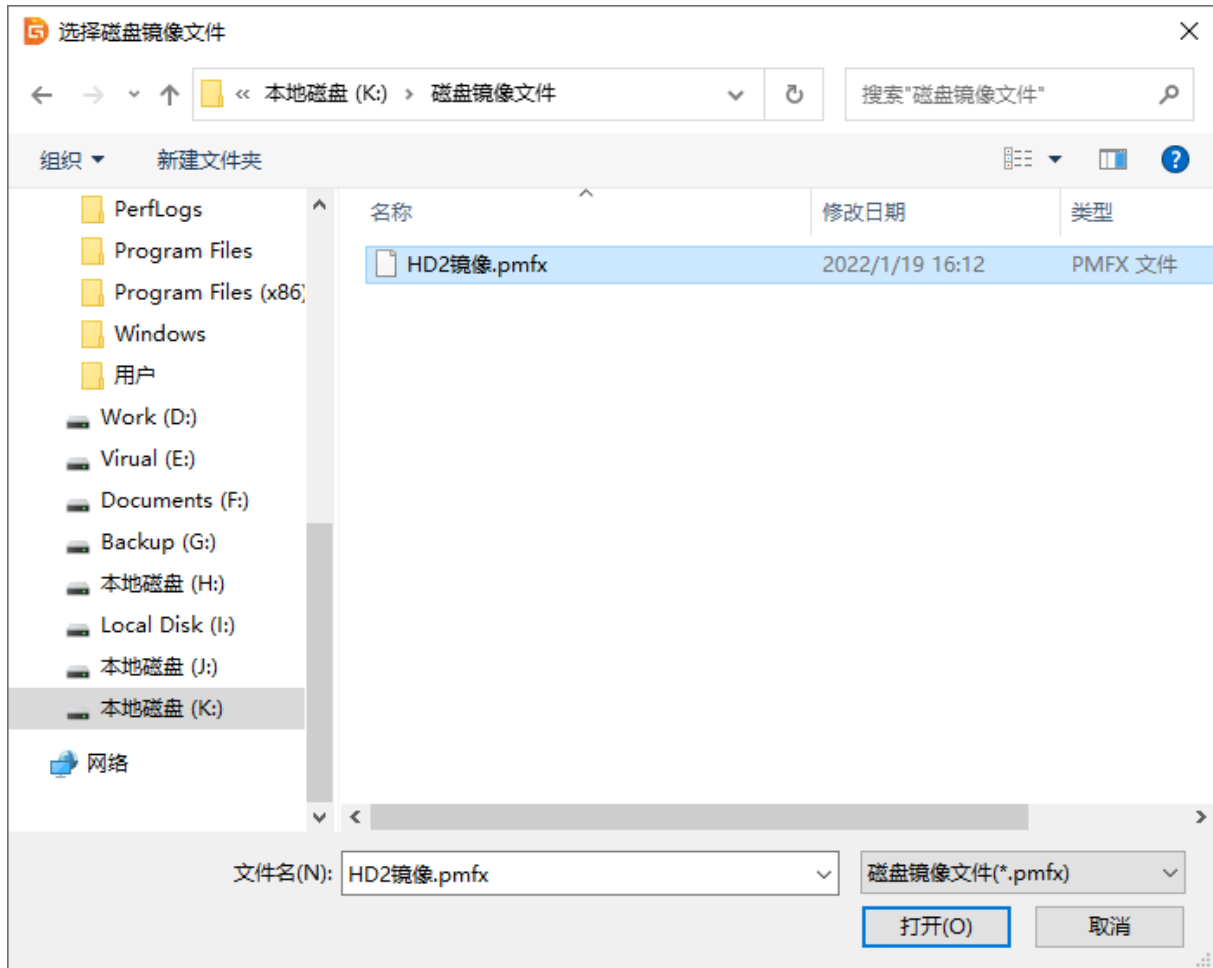 选择磁盘镜像文件
« 本地磁盘 (K:) › 磁盘镜像文件
搜索"磁盘镜像文件"
组织 新建文件夹
PerfLogs
Program Files
Program Files (x86)
Windows
用户
Work (D:)
Virual (E:)
Documents (F:)
Backup (G:)
本地磁盘 (H:)
Local Disk (I:)
本地磁盘 (J:)
本地磁盘 (K:)
网络
名称 修改日期 类型
HD2镜像.pmfx 2022/1/19 16:12 PMFX 文件
文件名(N): HD2镜像.pmfx 磁盘镜像文件(*.pmfx)
打开(O) 取消